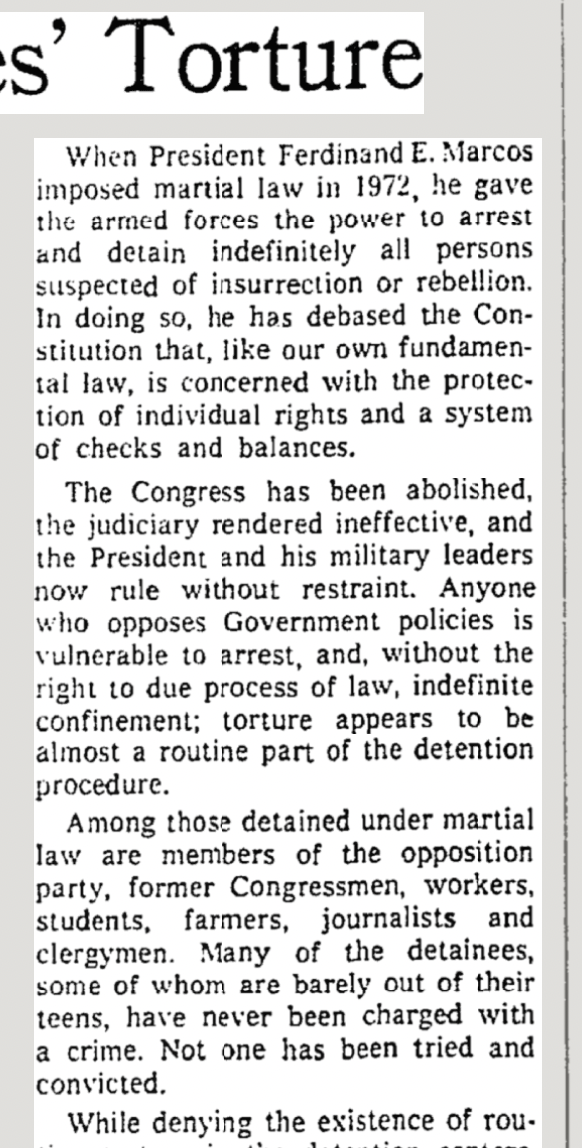 es' Torture
When President Ferdinand E. Marcos
imposed martial law in 1972, he gave
the armed forces the power to arrest
and detain indefinitely all persons
suspected of insurrection or rebellion.
In doing so, he has debased the Con-
stitution that, like our own fundamen-
tal law, is concerned with the protec-
tion of individual rights and a system
of checks and balances.
The Congress has been abolished,
the judiciary rendered ineffective, and
the President and his military leaders
now rule without restraint. Anyone
who opposes Government policies is
vulnerable to arrest, and, without the
right to due process of law, indefinite
confinement; torture appears to be
almost a routine part of the detention
procedure.
Among those detained under martial
law are members of the opposition
party, former Congressmen, workers,
students, farmers, journalists and
clergymen. Many of the detainees,
some of whom are barely out of their
teens, have never been charged with
a crime. Not one has been tried and
convicted.
While denying the existence of rou-